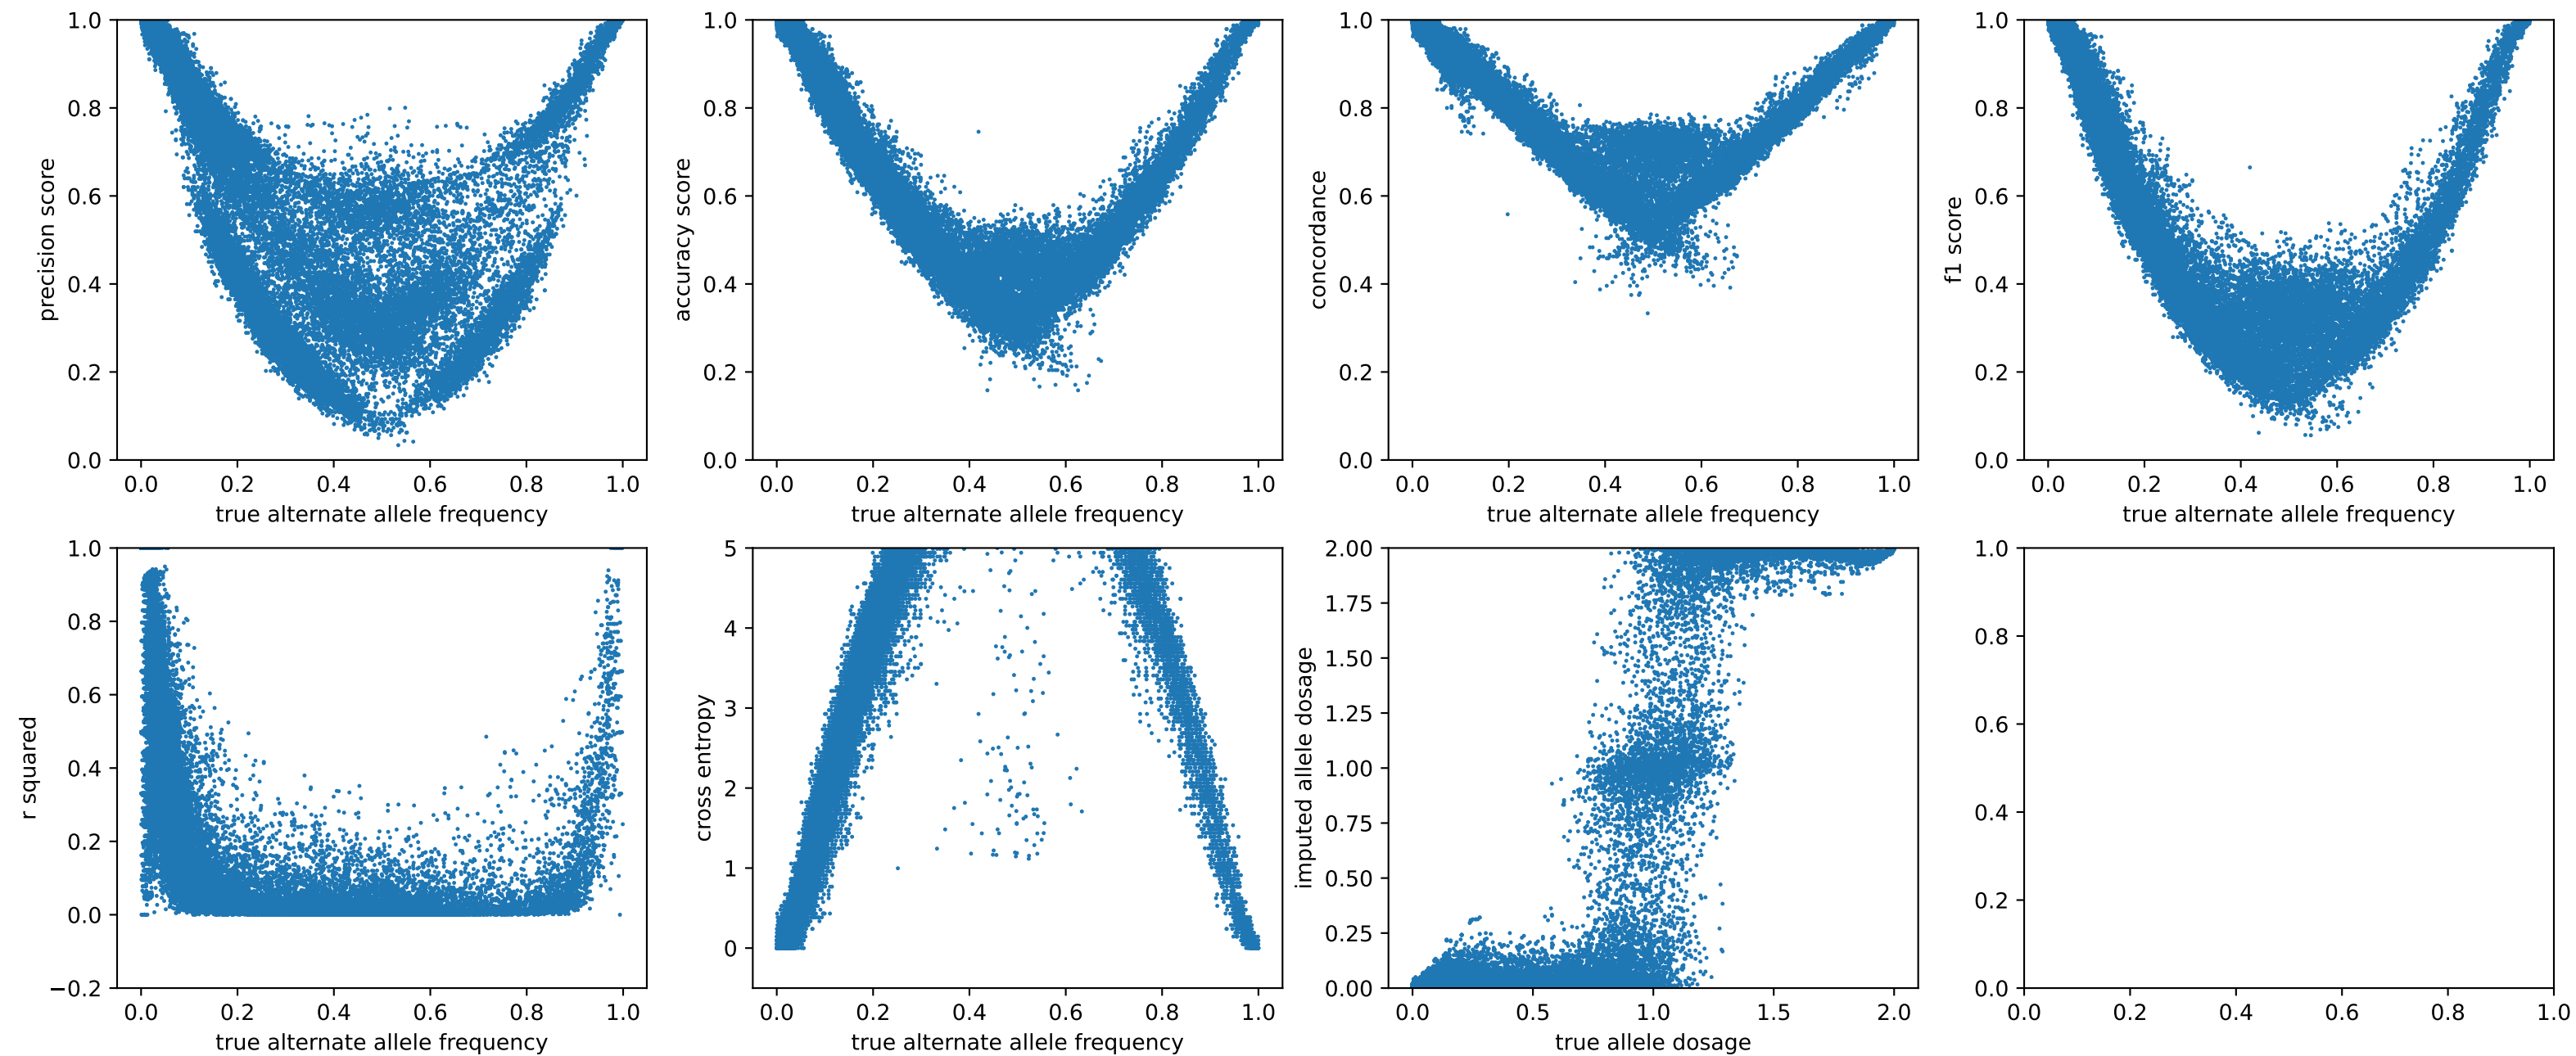 precision score
1.0
0.8
0.6
0.4
0.2
0.0
0.0 0.2 0.4 0.6 0.8 1.0
true alternate allele frequency
accuracy score
1.0
0.8
0.6
0.4
0.2
0.0
0.0 0.2 0.4 0.6 0.8 1.0
true alternate allele frequency
concordance
1.0
0.8
0.6
0.4
0.2
0.0
0.0 0.2 0.4 0.6 0.8 1.0
true alternate allele frequency
f1 score
1.0
0.8
0.6
0.4
0.2
0.0
0.0 0.2 0.4 0.6 0.8 1.0
true alternate allele frequency
r squared
1.0
0.8
0.6
0.4
0.2
0.0
−0.2
0.0 0.2 0.4 0.6 0.8 1.0
true alternate allele frequency
cross entropy
5
4
3
2
1
0
0.0 0.2 0.4 0.6 0.8 1.0
true alternate allele frequency
imputed allele dosage
2.00
1.75
1.50
1.25
1.00
0.75
0.50
0.25
0.00
0.0 0.5 1.0 1.5 2.0
true allele dosage
1.0
0.8
0.6
0.4
0.2
0.0
0.0 0.2 0.4 0.6 0.8 1.0